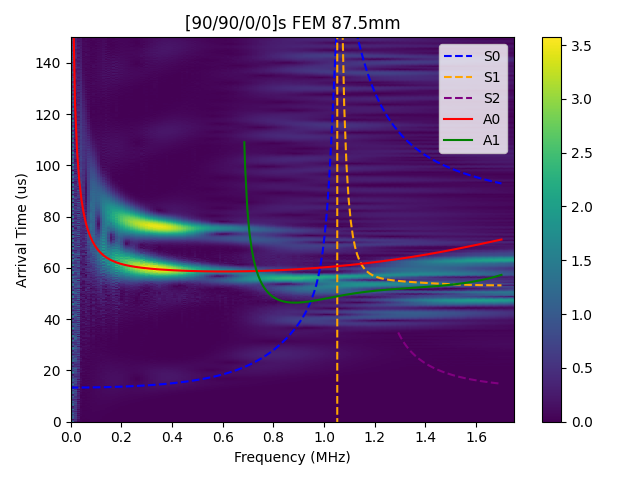 [90/90/0/0]s FEM 87.5mm
S0
S1
S2
A0
A1
Arrival Time (us)
140
120
100
80
60
40
20
0
0.0 0.2 0.4 0.6 0.8 1.0 1.2 1.4 1.6
Frequency (MHz)
3.5
3.0
2.5
2.0
1.5
1.0
0.5
0.0